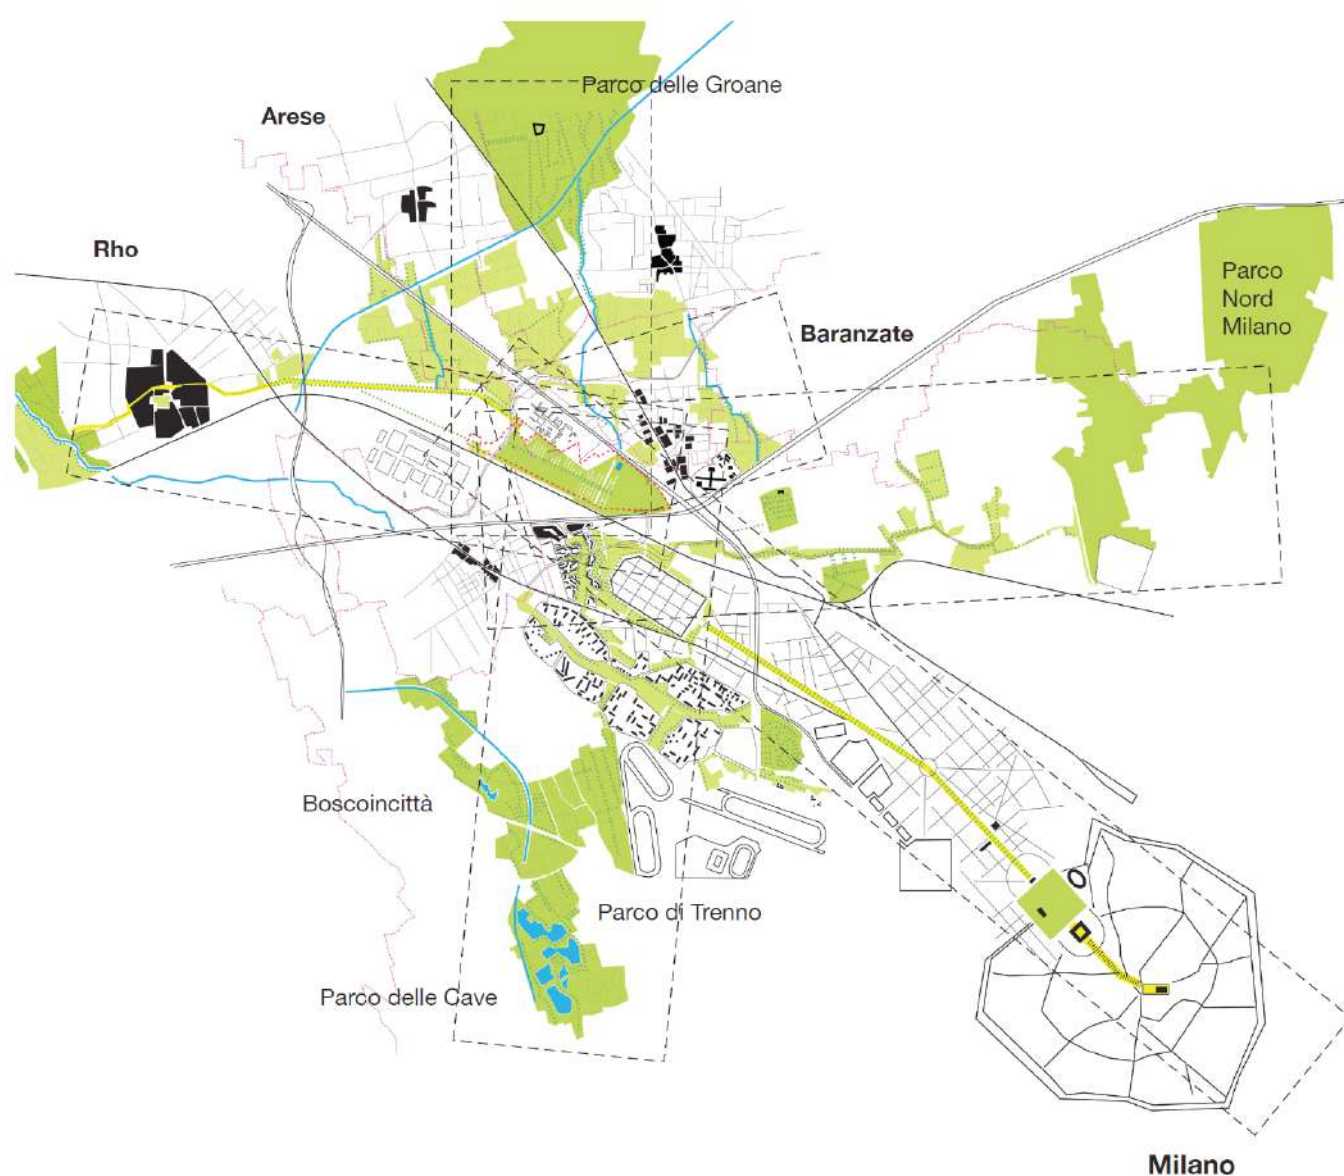 Parco delle Groane
Arese
Rho
Parco
Nord
Milano
Baranzate
Boscoincittà
Parco di Trenno
Parco delle Cave
Milano